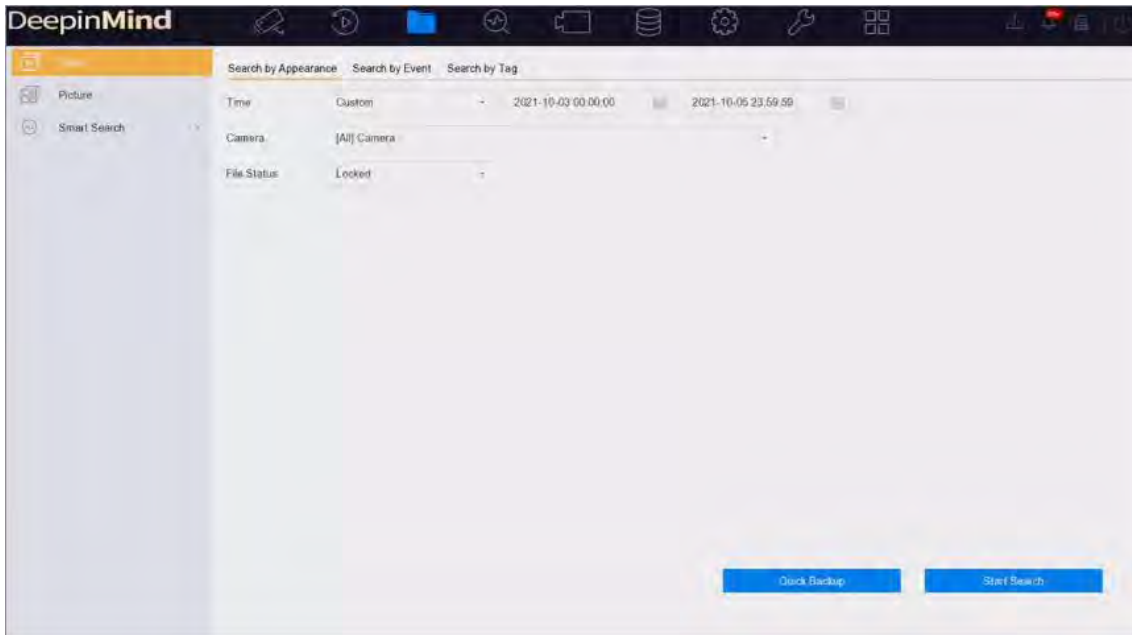 DeepinMind
Search by Appearance Search by Event Search by Tag
Picture
Time Custom 2021-10-03 00:00:00 2021-10-05 23:59:59
Smart Search
Camera [All] Camera
File Status Locked
Quick Backup Start Search